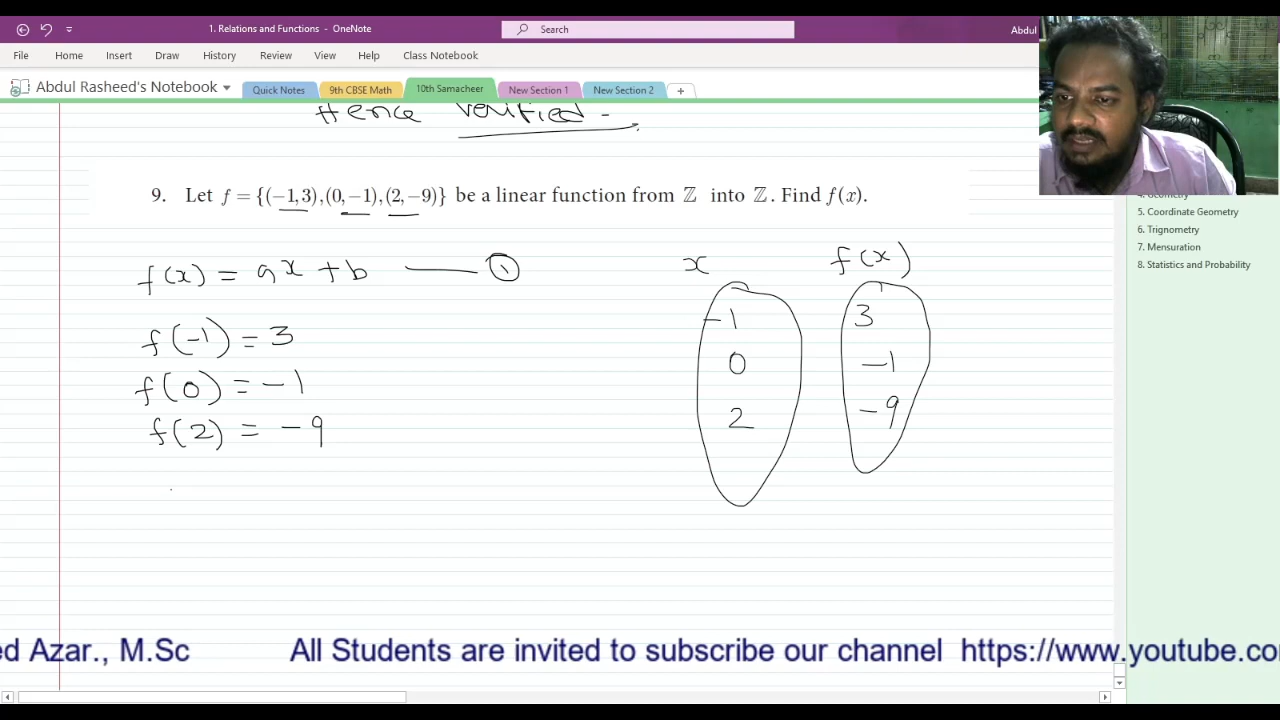 1. Relations and Functions - OneNote
Search
Abdul
File Home Insert Draw History Review View Help Class Notebook
Abdul Rasheed's Notebook
Quick Notes 9th CBSE Math 10th Samacheer New Section 1 New Section 2 +
Hence verified.
9. Let f = {(−1,3),(0,−1),(2,−9)} be a linear function from ℤ into ℤ. Find f(x).
f(x) = ax + b —— ①
f(-1) = 3
f(0) = -1
f(2) = -9
x f(x)
-1 3
0 -1
2 -9
5. Coordinate Geometry
6. Trignometry
7. Mensuration
8. Statistics and Probability
ed Azar., M.Sc All Students are invited to subscribe our channel https://www.youtube.co